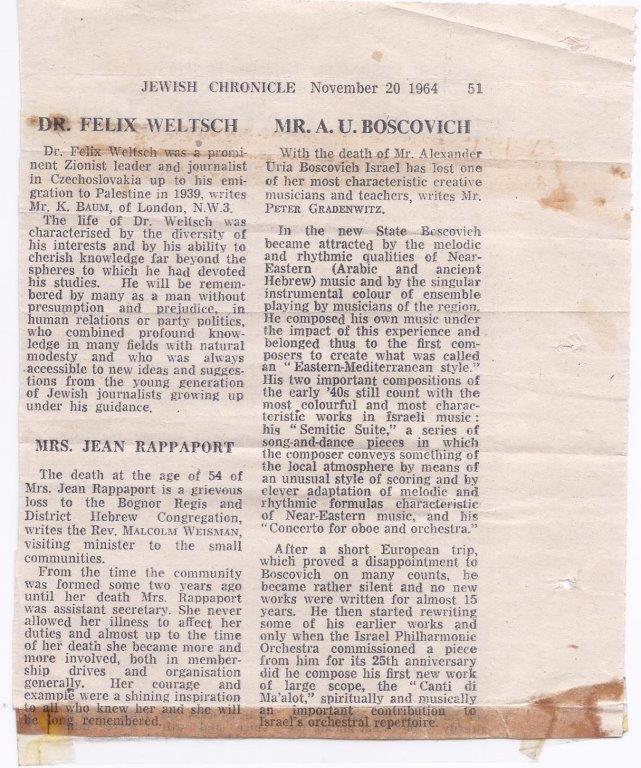 JEWISH CHRONICLE November 20 1964 51
DR. FELIX WELTSCH
Dr. Felix Weltsch was a promi-
nent Zionist leader and journalist
in Czechoslovakia up to his emi-
gration to Palestine in 1939, writes
Mr. K. BAUM, of London, N.W.3.
The life of Dr. Weltsch was
characterised by the diversity of
his interests and by his ability to
cherish knowledge far beyond the
spheres to which he had devoted
his studies. He will be remem-
bered by many as a man without
presumption and prejudice, in
human relations or party politics,
who combined profound know-
ledge in many fields with natural
modesty and who was always
accessible to new ideas and sugges-
tions from the young generation
of Jewish journalists growing up
under his guidance.
MRS. JEAN RAPPAPORT
The death at the age of 54 of
Mrs. Jean Rappaport is a grievous
loss to the Bognor Regis and
District Hebrew Congregation,
writes the Rev. MALCOLM WEISMAN,
visiting minister to the small
communities.
From the time the community
was formed some two years ago
until her death Mrs. Rappaport
was assistant secretary. She never
allowed her illness to affect her
duties and almost up to the time
of her death she became more and
more involved, both in member-
ship drives and organisation
generally. Her courage and
example were a shining inspiration
to all who knew her and she will
be long remembered.
MR. A. U. BOSCOVICH
With the death of Mr. Alexander
Uria Boscovich Israel has lost one
of her most characteristic creative
musicians and teachers, writes Mr.
PETER GRADENWITZ.
In the new State Boscovich
became attracted by the melodic
and rhythmic qualities of Near-
Eastern (Arabic and ancient
Hebrew) music and by the singular
instrumental colour of ensemble
playing by musicians of the region.
He composed his own music under
the impact of this experience and
belonged thus to the first com-
posers to create what was called
an "Eastern-Mediterranean style."
His two important compositions of
the early '40s still count with the
most colourful and most charac-
teristic works in Israeli music:
his "Semitic Suite," a series of
song-and-dance pieces in which
the composer conveys something of
the local atmosphere by means of
an unusual style of scoring and by
clever adaptation of melodic and
rhythmic formulas characteristic
of Near-Eastern music, and his
"Concerto for oboe and orchestra."
After a short European trip,
which proved a disappointment to
Boscovich on many counts, he
became rather silent and no new
works were written for almost 15
years. He then started rewriting
some of his earlier works and
only when the Israel Philharmonic
Orchestra commissioned a piece
from him for its 25th anniversary
did he compose his first new work
of large scope, the "Canti di
Ma'alot," spiritually and musically
an important contribution to
Israel's orchestral repertoire.